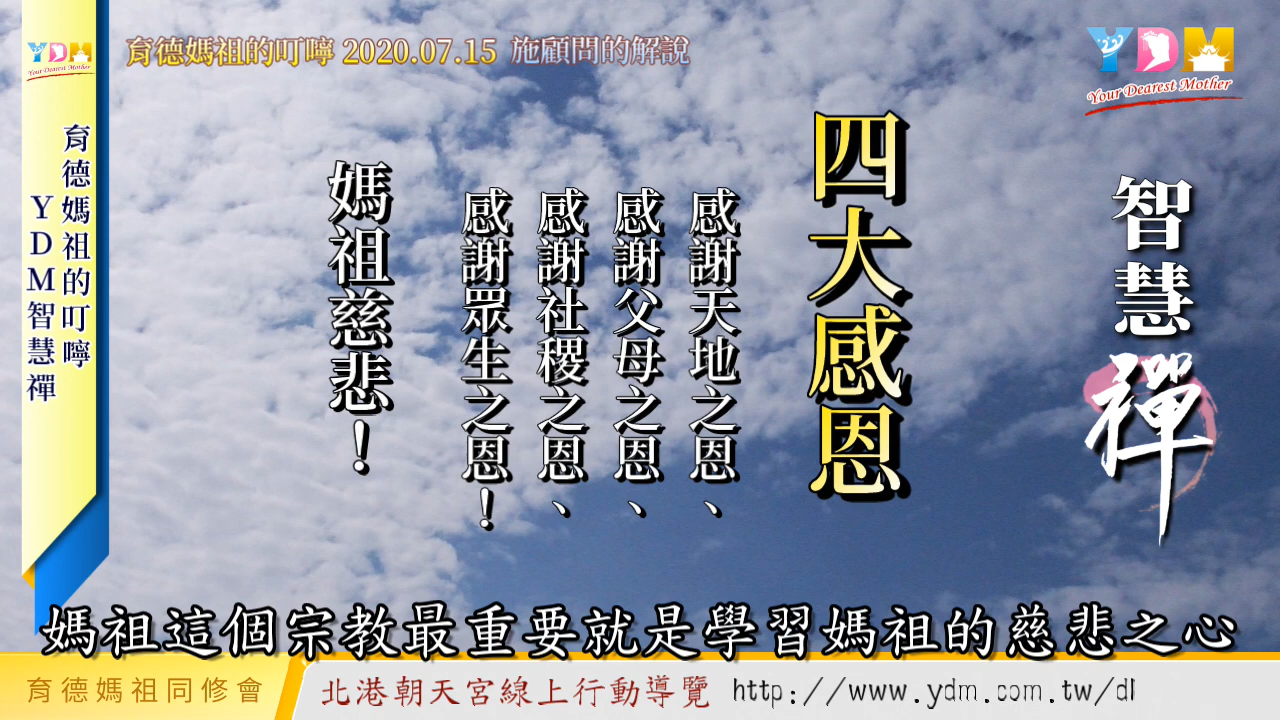 YDM
Your Dearest Mother
育德媽祖的叮嚀
YDM智慧禪
育德媽祖的叮嚀 2020.07.15 施顧問的解說
YDM
Your Dearest Mother
智慧禪
四大感恩
感謝天地之恩、
感謝父母之恩、
感謝社稷之恩、
感謝眾生之恩！
媽祖慈悲！
媽祖這個宗教最重要就是學習媽祖的慈悲之心
育德媽祖同修會
北港朝天宮線上行動導覽 http://www.ydm.com.tw/dl